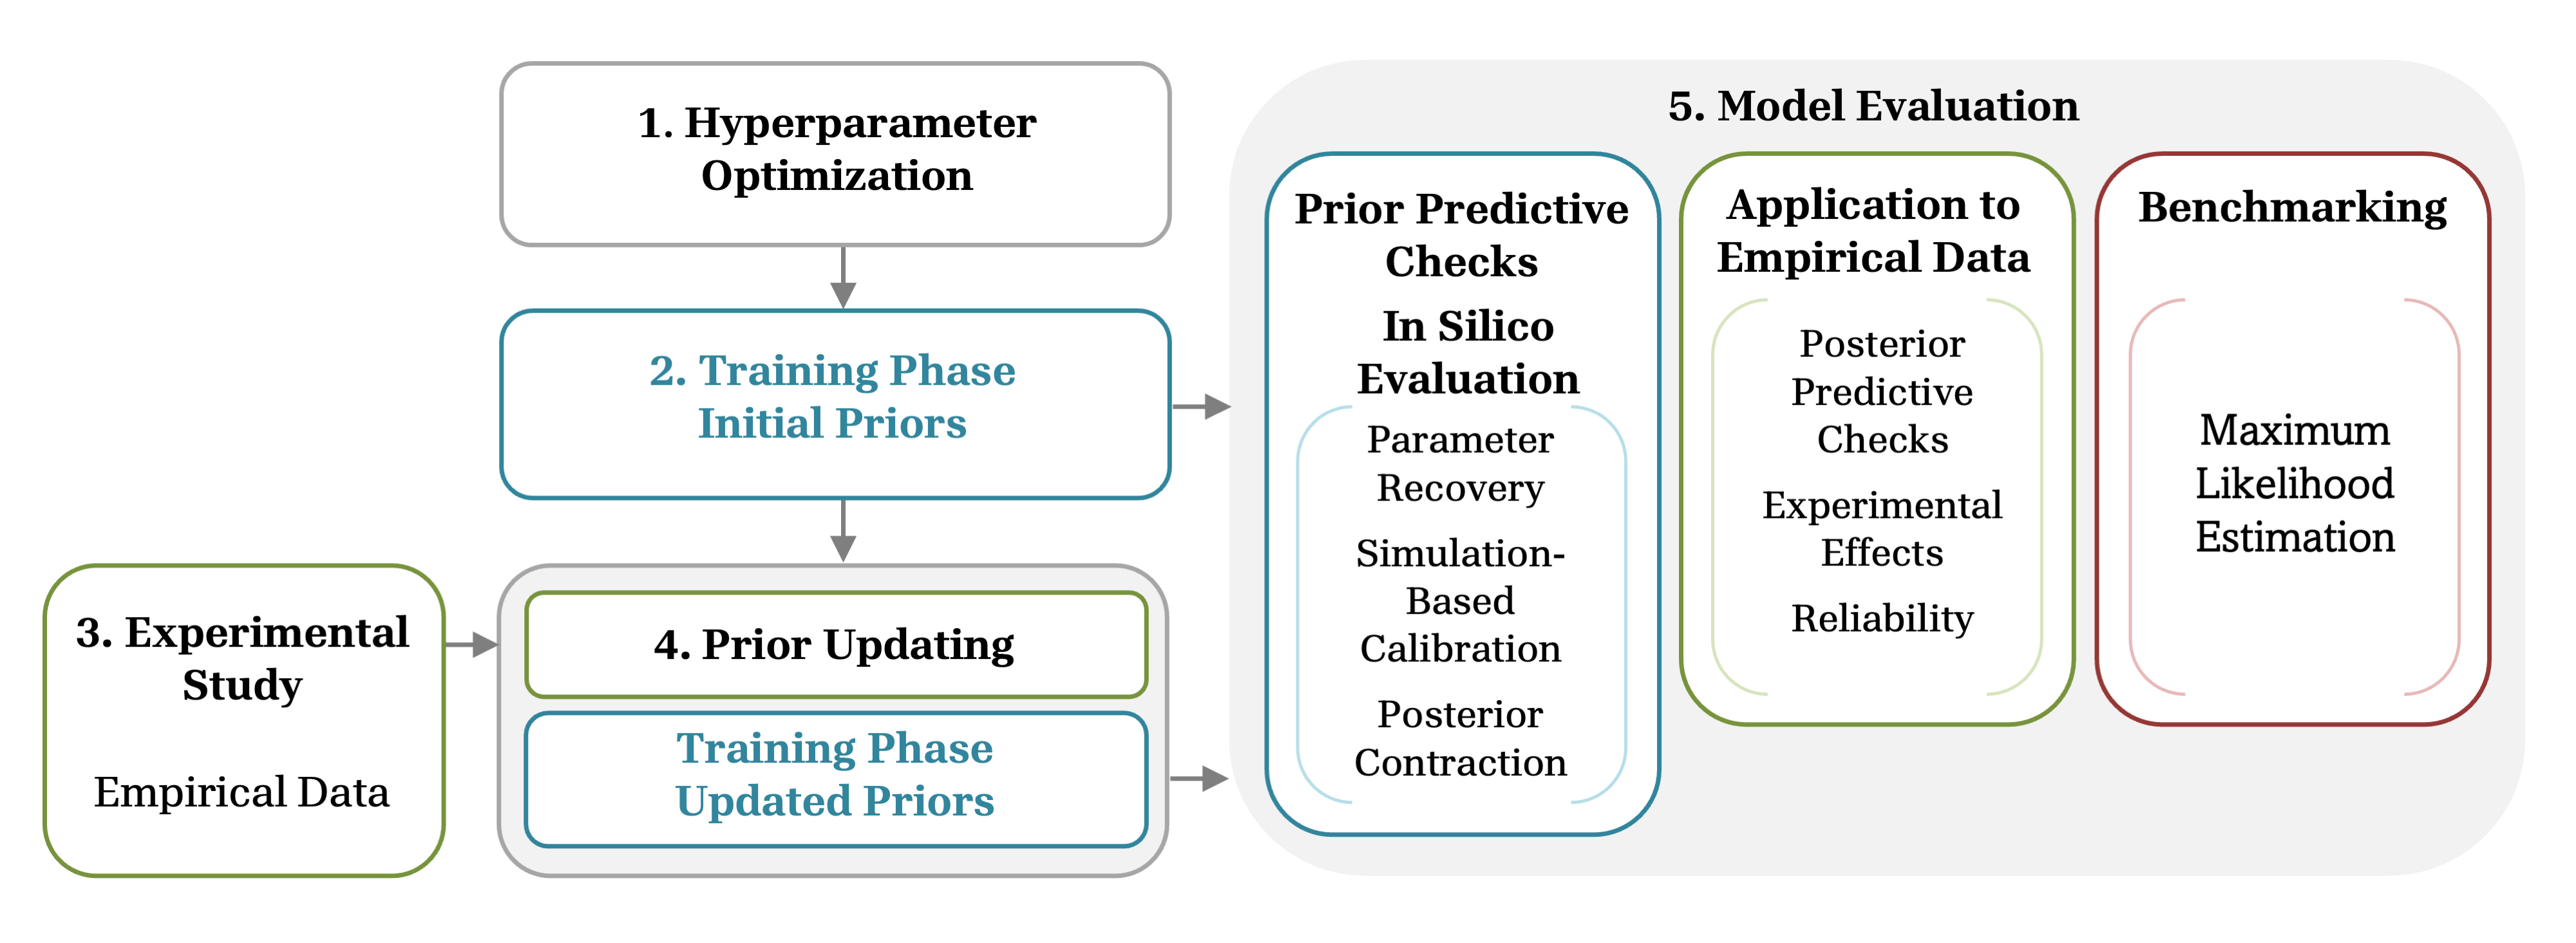 1. Hyperparameter
Optimization
2. Training Phase
Initial Priors
3. Experimental
Study
Empirical Data
4. Prior Updating
Training Phase
Updated Priors
5. Model Evaluation
Prior Predictive
Checks
In Silico
Evaluation
Parameter
Recovery
Simulation-
Based
Calibration
Posterior
Contraction
Application to
Empirical Data
Posterior
Predictive
Checks
Experimental
Effects
Reliability
Benchmarking
Maximum
Likelihood
Estimation